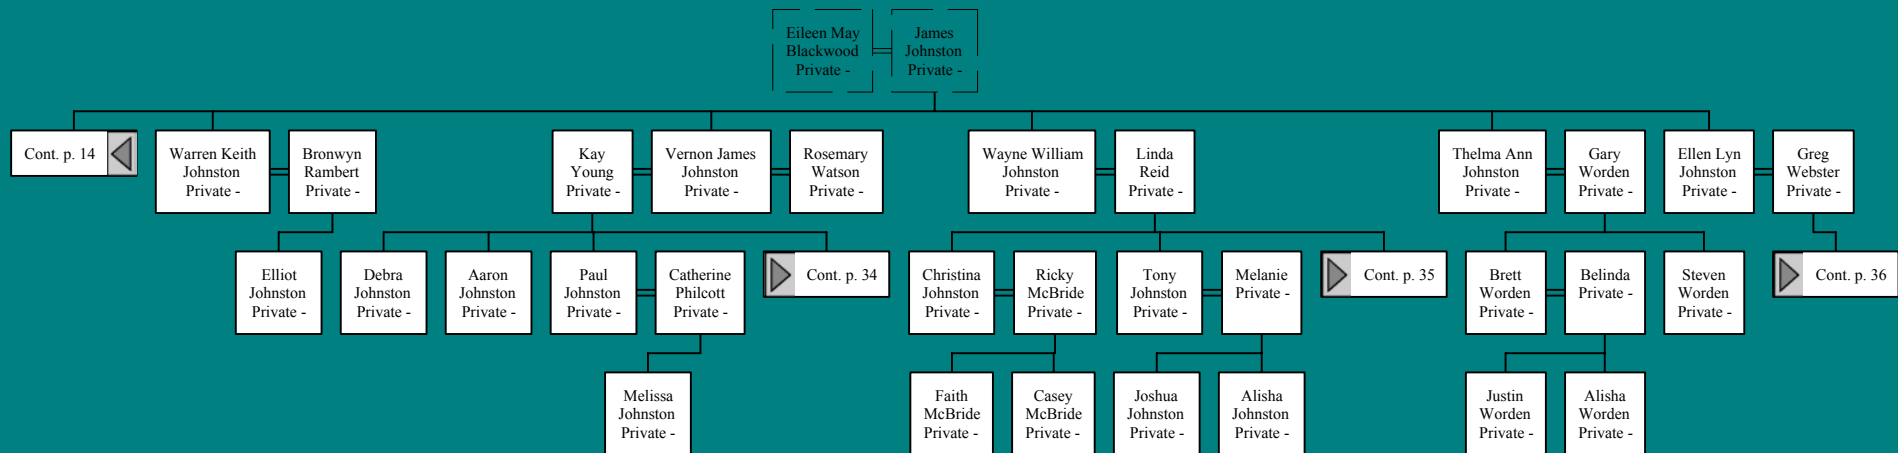 Eileen May
Blackwood
Private -
James
Johnston
Private -
Cont. p. 14
Warren Keith
Johnston
Private -
Bronwyn
Rambert
Private -
Kay
Young
Private -
Vernon James
Johnston
Private -
Rosemary
Watson
Private -
Wayne William
Johnston
Private -
Linda
Reid
Private -
Thelma Ann
Johnston
Private -
Gary
Worden
Private -
Ellen Lyn
Johnston
Private -
Greg
Webster
Private -
Elliot
Johnston
Private -
Debra
Johnston
Private -
Aaron
Johnston
Private -
Paul
Johnston
Private -
Catherine
Philcott
Private -
Cont. p. 34
Christina
Johnston
Private -
Ricky
McBride
Private -
Tony
Johnston
Private -
Melanie
Private -
Cont. p. 35
Brett
Worden
Private -
Belinda
Private -
Steven
Worden
Private -
Cont. p. 36
Melissa
Johnston
Private -
Faith
McBride
Private -
Casey
McBride
Private -
Joshua
Johnston
Private -
Alisha
Johnston
Private -
Justin
Worden
Private -
Alisha
Worden
Private -